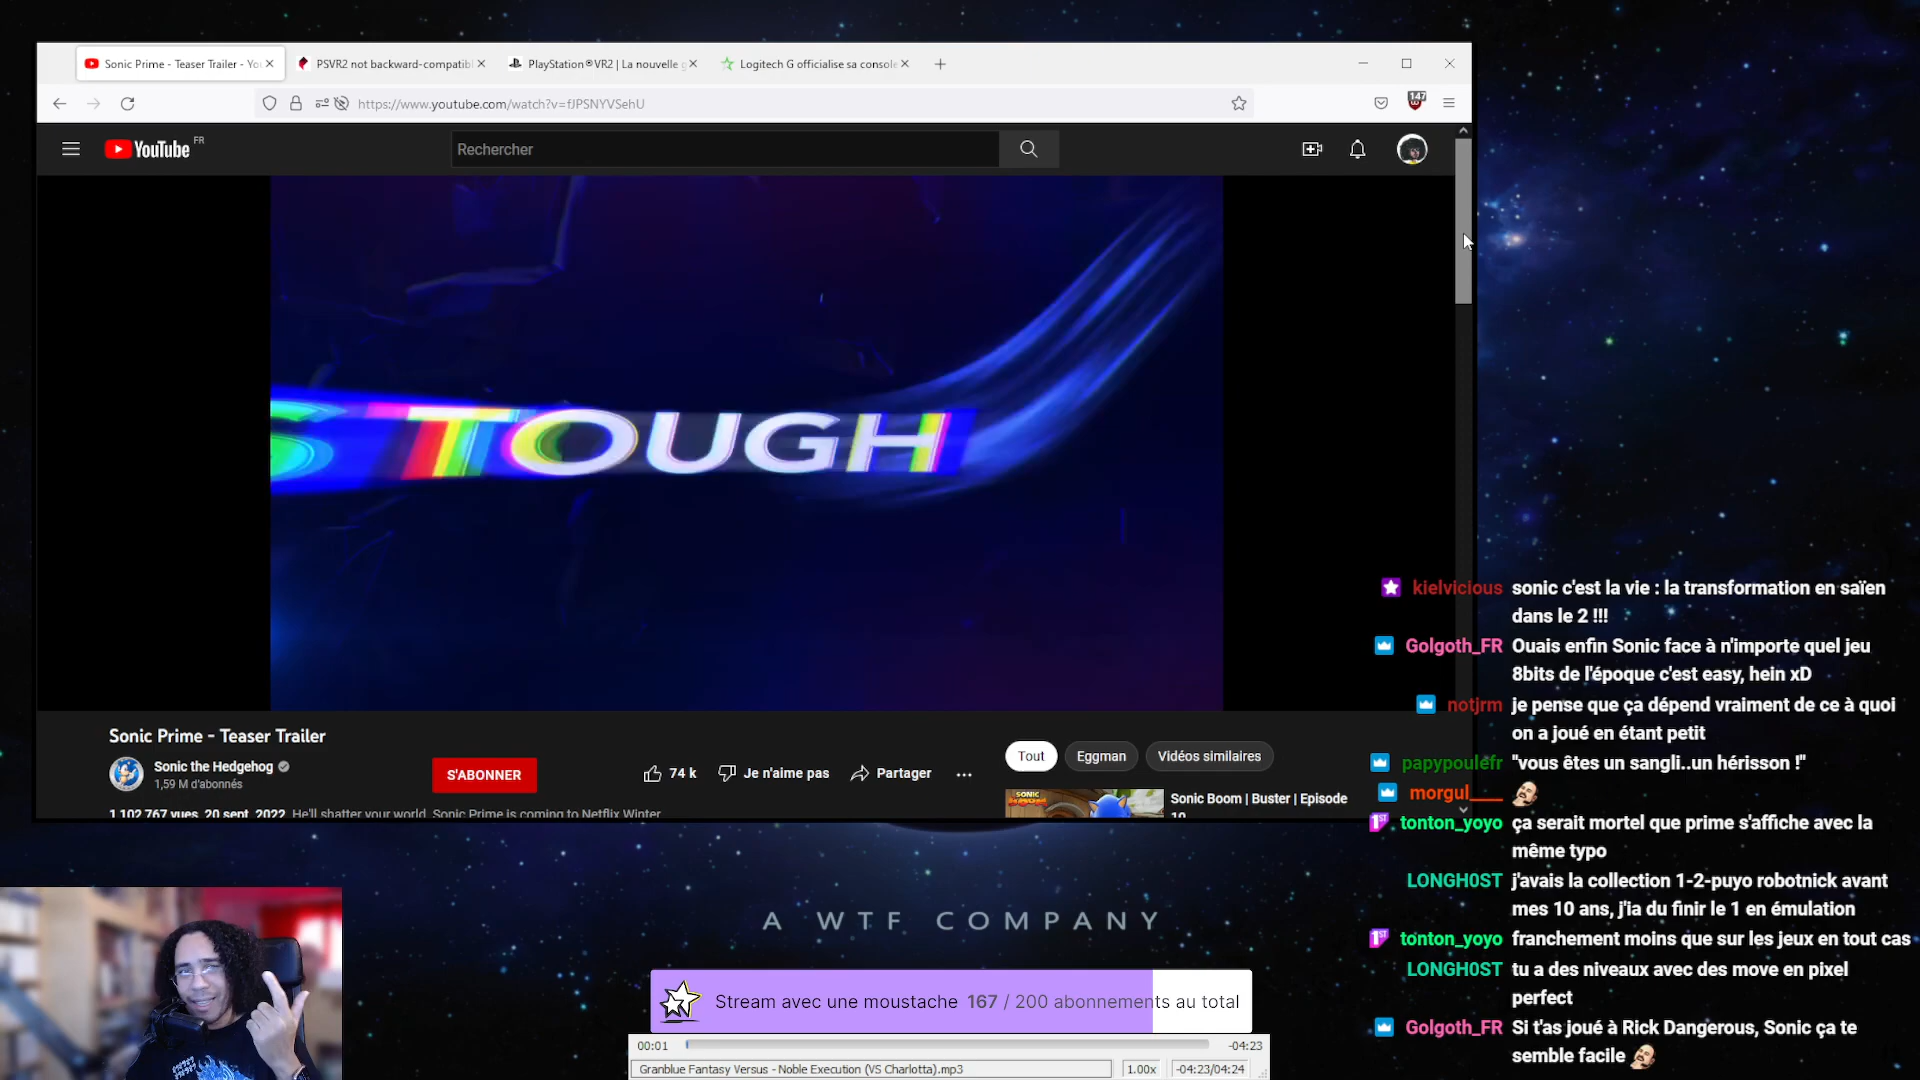 Sonic Prime - Teaser Trailer - You
PSVR2 not backward-compatibl
PlayStation®VR2 | La nouvelle g
Logitech G officialise sa console
https://www.youtube.com/watch?v=fJPSNYVSehU
147
YouTube FR
Rechercher
S TOUGH
Sonic Prime - Teaser Trailer
Sonic the Hedgehog
1,59 M d'abonnés
S'ABONNER
74 k
Je n'aime pas
Partager
1 102 767 vues  20 sept. 2022  He'll shatter your world. Sonic Prime is coming to Netflix Winter
Tout
Eggman
Vidéos similaires
SONIC
Sonic Boom | Buster | Episode
10
kielvicious sonic c'est la vie : la transformation en saïen
dans le 2 !!!
Golgoth_FR Ouais enfin Sonic face à n'importe quel jeu
8bits de l'époque c'est easy, hein xD
notjrm je pense que ça dépend vraiment de ce à quoi
on a joué en étant petit
papypoulefr "vous êtes un sangli..un hérisson !"
morgul____
1ST tonton_yoyo ça serait mortel que prime s'affiche avec la
même typo
LONGH0ST j'avais la collection 1-2-puyo robotnick avant
mes 10 ans, j'ia du finir le 1 en émulation
1ST tonton_yoyo franchement moins que sur les jeux en tout cas
LONGH0ST tu a des niveaux avec des move en pixel
perfect
Golgoth_FR Si t'as joué à Rick Dangerous, Sonic ça te
semble facile
A WTF COMPANY
Stream avec une moustache 167 / 200 abonnements au total
00:01
-04:23
Granblue Fantasy Versus - Noble Execution (VS Charlotta).mp3
1.00x
-04:23/04:24